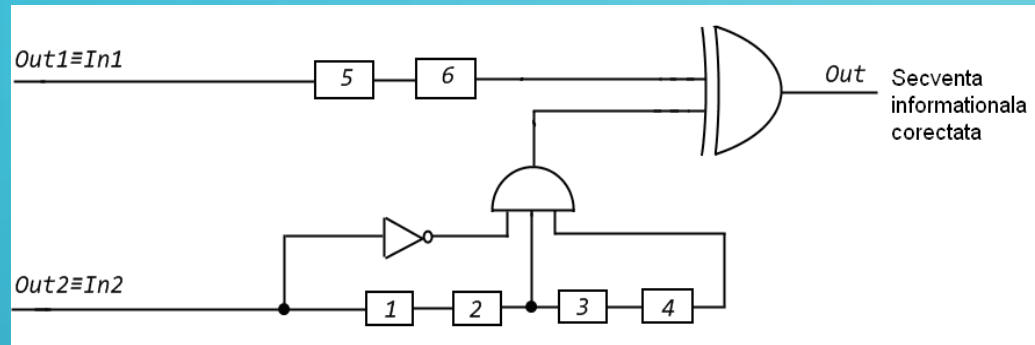 Out1≡In1
5
6
Out
Secventa
informationala
corectata
Out2≡In2
1
2
3
4